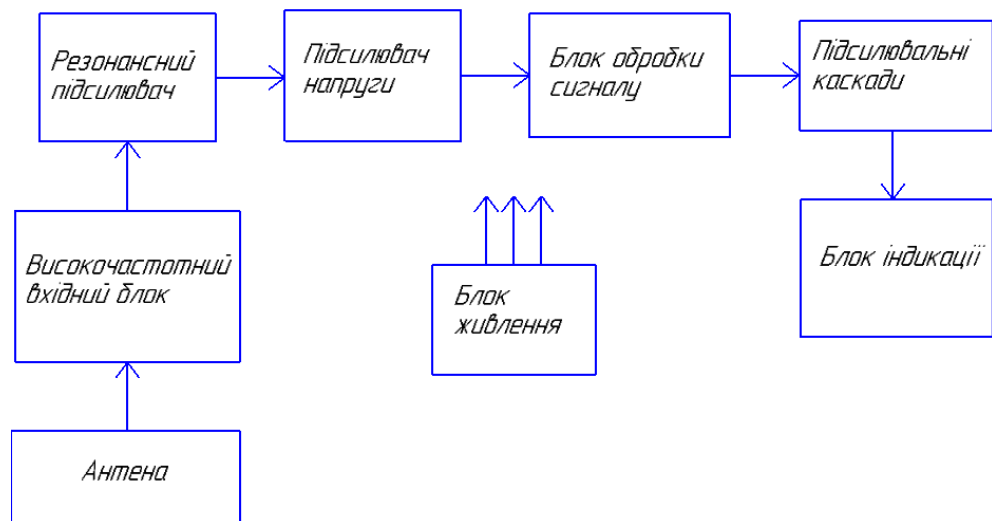 Резонансний
підсилювач
Підсилювач
напруги
Блок обробки
сигналу
Підсилювальні
каскади
Високочастотний
вхідний блок
Блок
живлення
Блок індикації
Антена